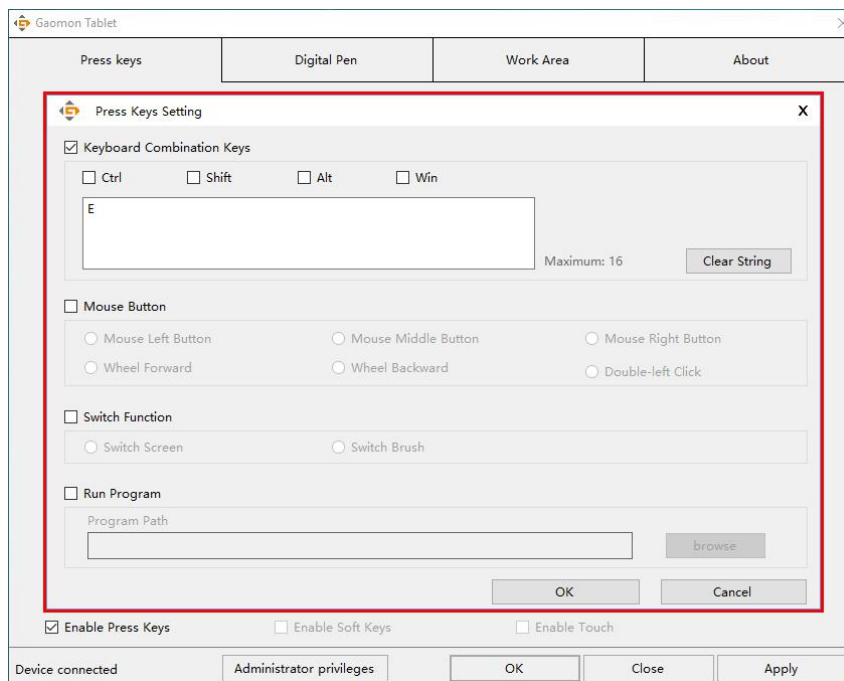 Gaomon Tablet
Press keys Digital Pen Work Area About
Press Keys Setting X
Keyboard Combination Keys
Ctrl Shift Alt Win
E
Maximum: 16 Clear String
Mouse Button
Mouse Left Button Mouse Middle Button Mouse Right Button
Wheel Forward Wheel Backward Double-left Click
Switch Function
Switch Screen Switch Brush
Run Program
Program Path
browse
OK Cancel
Enable Press Keys Enable Soft Keys Enable Touch
Device connected Administrator privileges OK Close Apply